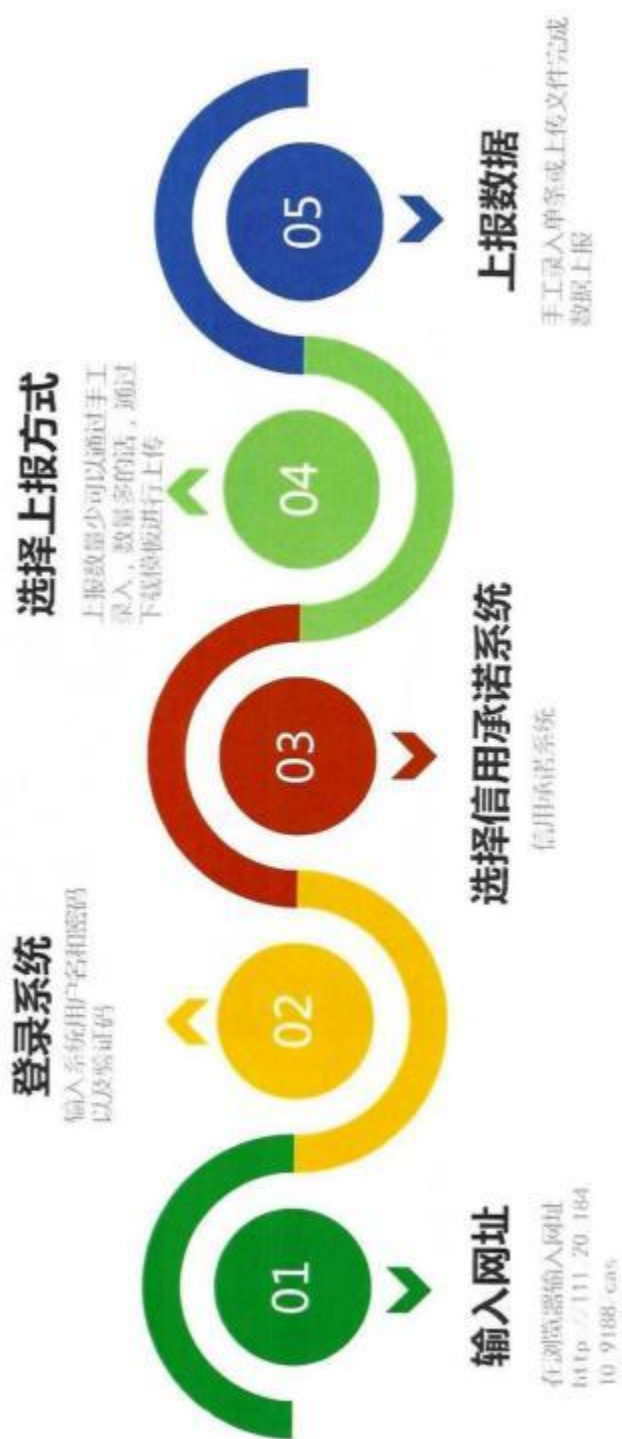 01
输入网址
在浏览器输入网址
http //111 20 184
10 9188 cas
02
登录系统
输入系统用户名和密码
以及验证码
03
选择信用承诺系统
信用承诺系统
04
选择上报方式
上报数量少可以通过手工
录入，数量多的话，通过
下载模板进行上传
05
上报数据
手工录入单条或上传文件完成
数据上报